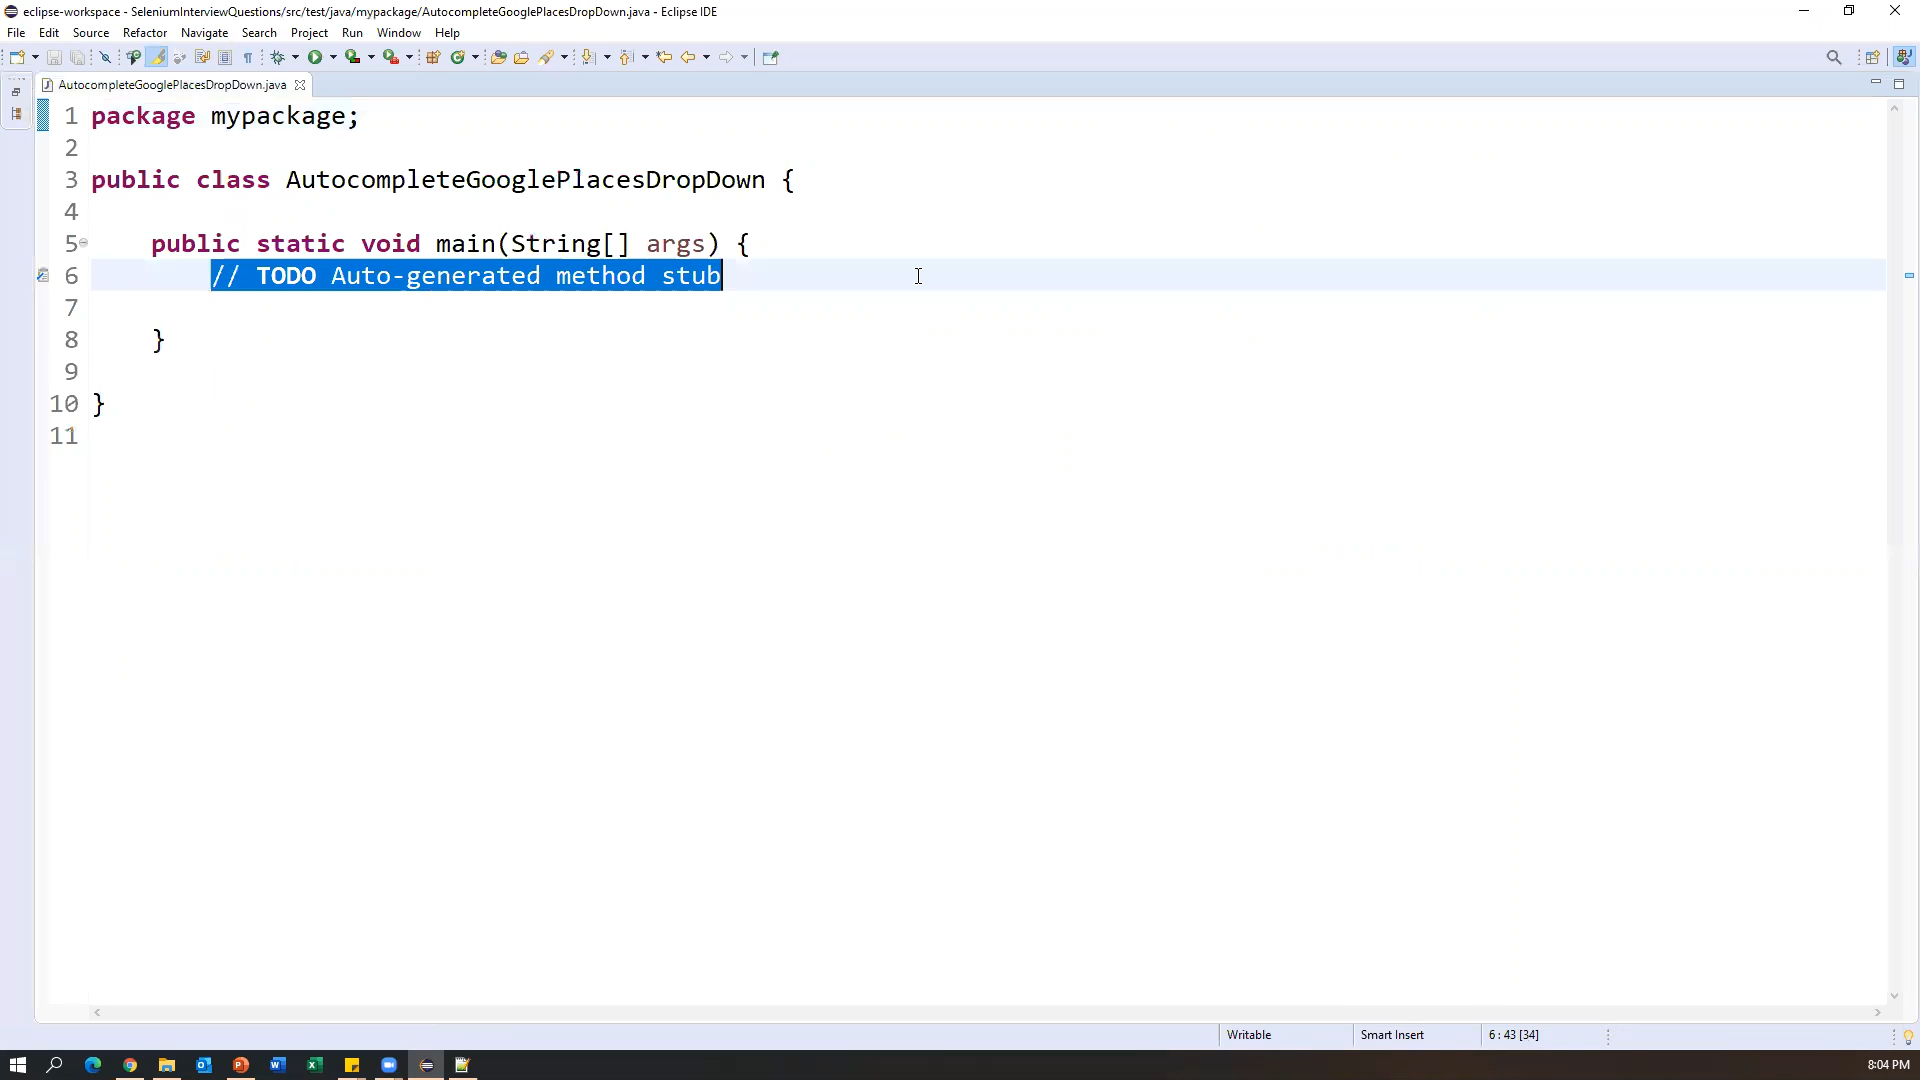 eclipse-workspace - SeleniumInterviewQuestions/src/test/java/mypackage/AutocompleteGooglePlacesDropDown.java - Eclipse IDE
File Edit Source Refactor Navigate Search Project Run Window Help
AutocompleteGooglePlacesDropDown.java
1 package mypackage;
2
3 public class AutocompleteGooglePlacesDropDown {
4
5 public static void main(String[] args) {
6 // TODO Auto-generated method stub
7
8 }
9
10 }
11
Writable Smart Insert 6 : 43 [34]
8:04 PM